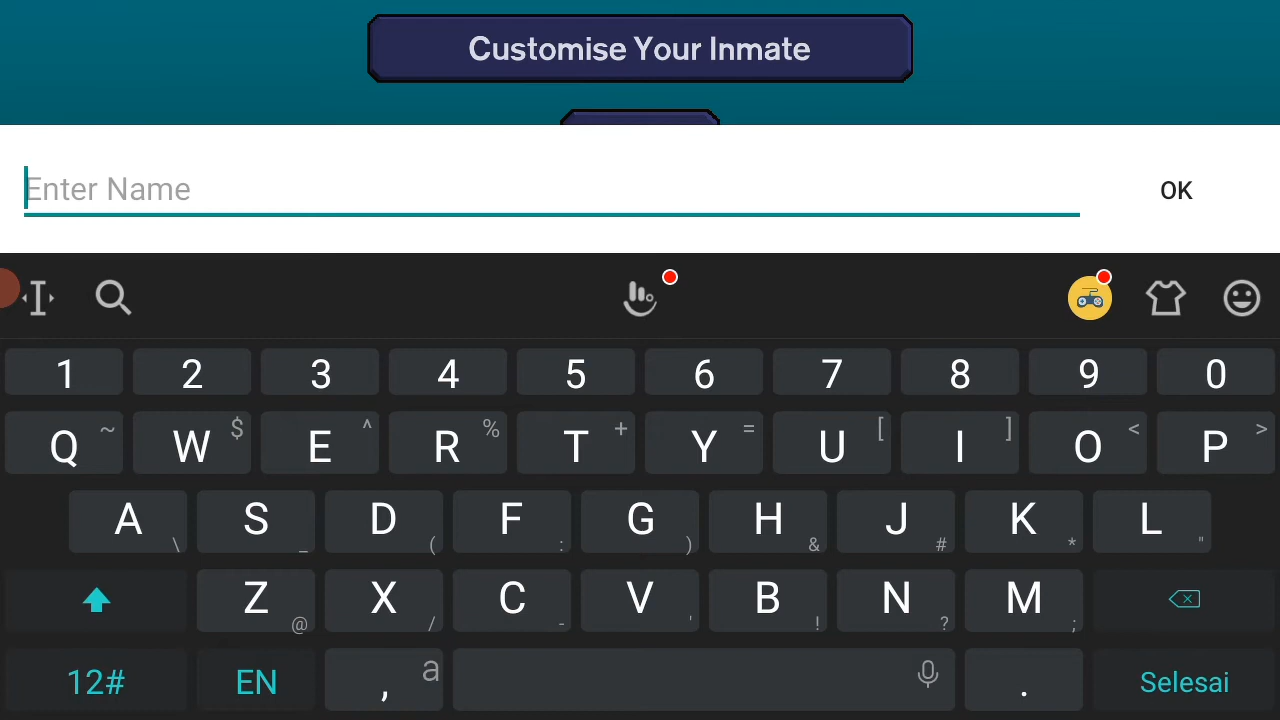 Customise Your Inmate
Enter Name
OK
1 2 3 4 5 6 7 8 9 0
Q ~ W $ E ^ R % T + Y = U [ I ] O < P >
A \ S _ D ( F : G ) H & J # K * L "
Z @ X / C - V ' B ! N ? M ;
12# EN , a . Selesai